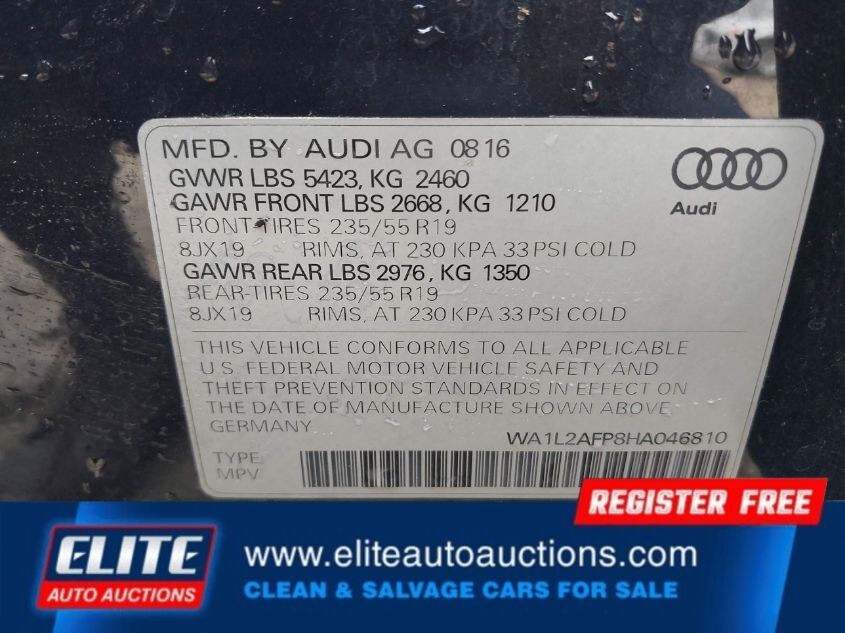 MFD. BY AUDI AG 0816
GVWR LBS 5423, KG 2460
GAWR FRONT LBS 2668, KG 1210
FRONT-TIRES 235/55 R19
8JX19 RIMS, AT 230 KPA 33 PSI COLD
GAWR REAR LBS 2976, KG 1350
REAR-TIRES 235/55 R19
8JX19 RIMS, AT 230 KPA 33 PSI COLD
Audi
THIS VEHICLE CONFORMS TO ALL APPLICABLE
U.S. FEDERAL MOTOR VEHICLE SAFETY AND
THEFT PREVENTION STANDARDS IN EFFECT ON
THE DATE OF MANUFACTURE SHOWN ABOVE
GERMANY
WA1L2AFP8HA046810
TYPE
MPV
REGISTER FREE
ELITE
AUTO AUCTIONS
www.eliteautoauctions.com
CLEAN & SALVAGE CARS FOR SALE